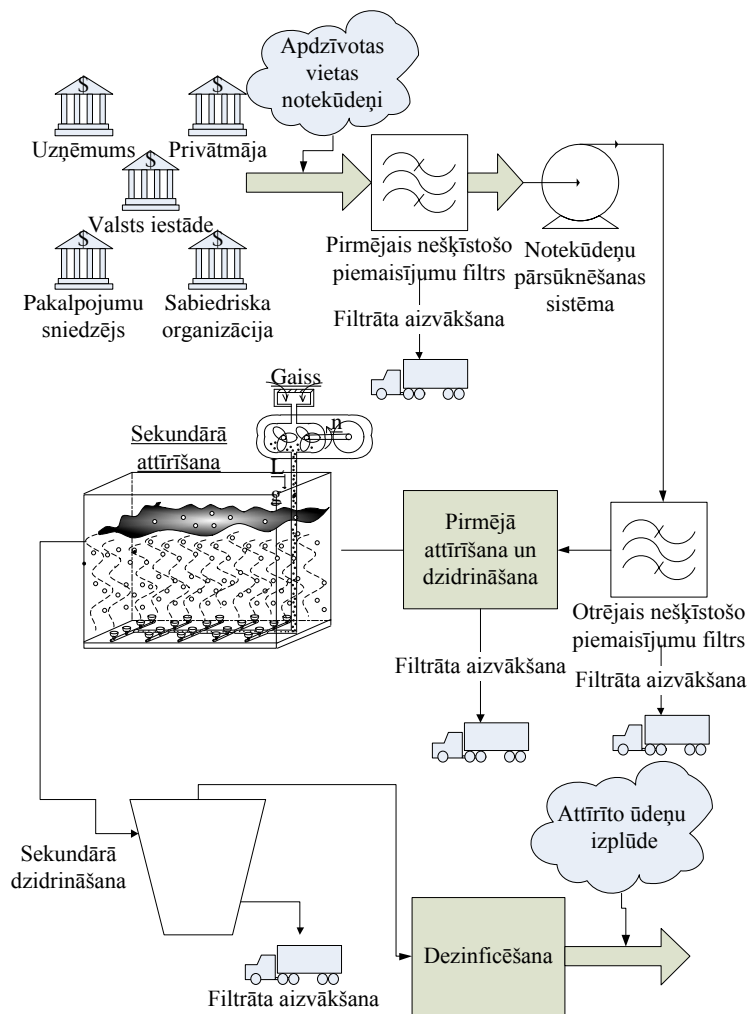 Apdzīvotas
vietas
notekūdeņi
$
$
Uzņēmums
Privātmāja
$
Valsts iestāde
$
$
Pakalpojumu
sniedzējs
Sabiedriska
organizācija
Pirmējais nešķīstošo
piemaisījumu filtrs
Notekūdeņu
pārsūknēšanas
sistēma
Filtrāta aizvākšana
Gaiss
n
Sekundārā
attīrīšana
L
Pirmējā
attīrīšana un
dzidrināšana
Otrējais nešķīstošo
piemaisījumu filtrs
Filtrāta aizvākšana
Filtrāta aizvākšana
Attīrīto ūdeņu
izplūde
Sekundārā
dzidrināšana
Dezinficēšana
Filtrāta aizvākšana